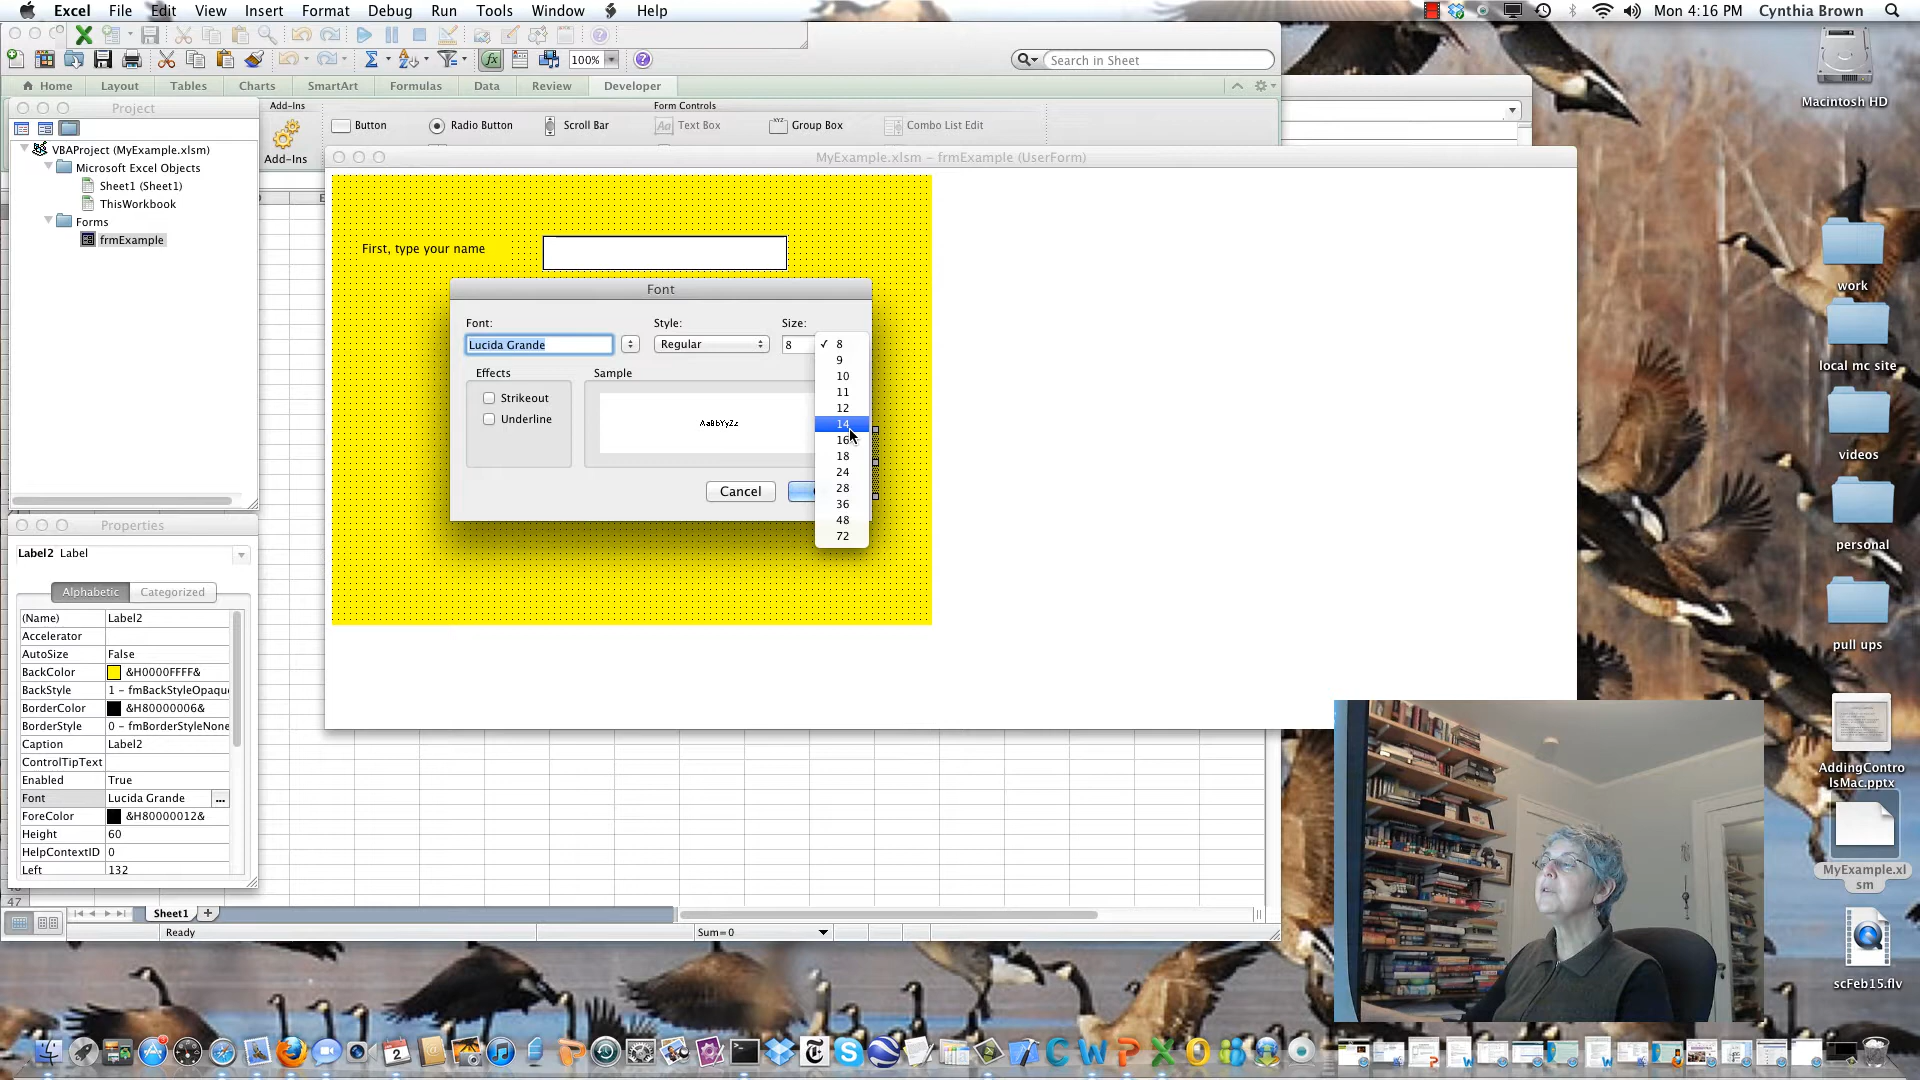 Excel File Edit View Insert Format Debug Run Tools Window Help Mon 4:16 PM Cynthia Brown
100% Search in Sheet
Home Layout Tables Charts SmartArt Formulas Data Review Developer
Add-Ins Form Controls
Button Radio Button Scroll Bar Text Box Group Box Combo List Edit
Add-Ins
Project
VBAProject (MyExample.xlsm)
Microsoft Excel Objects
Sheet1 (Sheet1)
ThisWorkbook
Forms
frmExample
MyExample.xlsm – frmExample (UserForm)
First, type your name
Font
Font: Style: Size:
Lucida Grande Regular 8
✓ 8
9
10
11
12
14
16
18
24
28
36
48
72
Effects Sample
Strikeout
Underline
AaBbYyZz
Cancel
Properties
Label2 Label
Alphabetic Categorized
(Name) Label2
Accelerator
AutoSize False
BackColor &H0000FFFF&
BackStyle 1 – fmBackStyleOpaqu
BorderColor &H80000006&
BorderStyle 0 – fmBorderStyleNone
Caption Label2
ControlTipText
Enabled True
Font Lucida Grande ...
ForeColor &H80000012&
Height 60
HelpContextID 0
Left 132
47
Sheet1
Ready Sum=0
Macintosh HD
work
local mc site
videos
personal
pull ups
AddingContro
lsMac.pptx
MyExample.xl
sm
scFeb15.flv